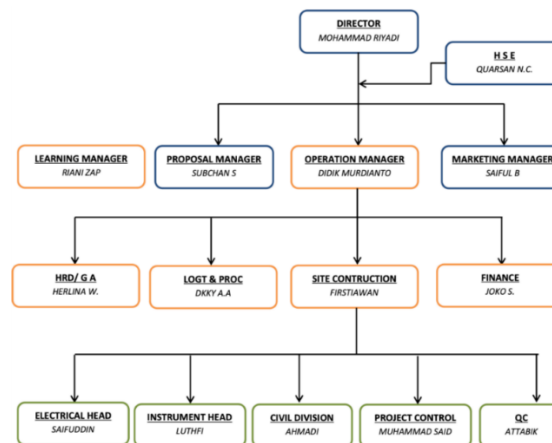 DIRECTOR
MOHAMMAD RIYADI
H S E
QUARSAN N.C.
LEARNING MANAGER
RIANI ZAP
PROPOSAL MANAGER
SUBCHAN S
OPERATION MANAGER
DIDIK MURDIANTO
MARKETING MANAGER
SAIFUL B
HRD/ G A
HERLINA W.
LOGT & PROC
DKKY A.A
SITE CONTRUCTION
FIRSTIAWAN
FINANCE
JOKO S.
ELECTRICAL HEAD
SAIFUDDIN
INSTRUMENT HEAD
LUTHFI
CIVIL DIVISION
AHMADI
PROJECT CONTROL
MUHAMMAD SAID
QC
ATTABIK